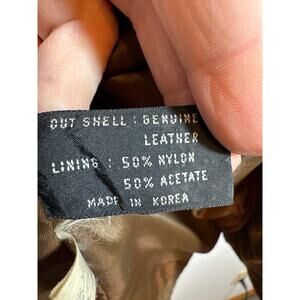 OUT SHELL : GENUINE
LEATHER
LINING : 50% NYLON
50% ACETATE
MADE IN KOREA